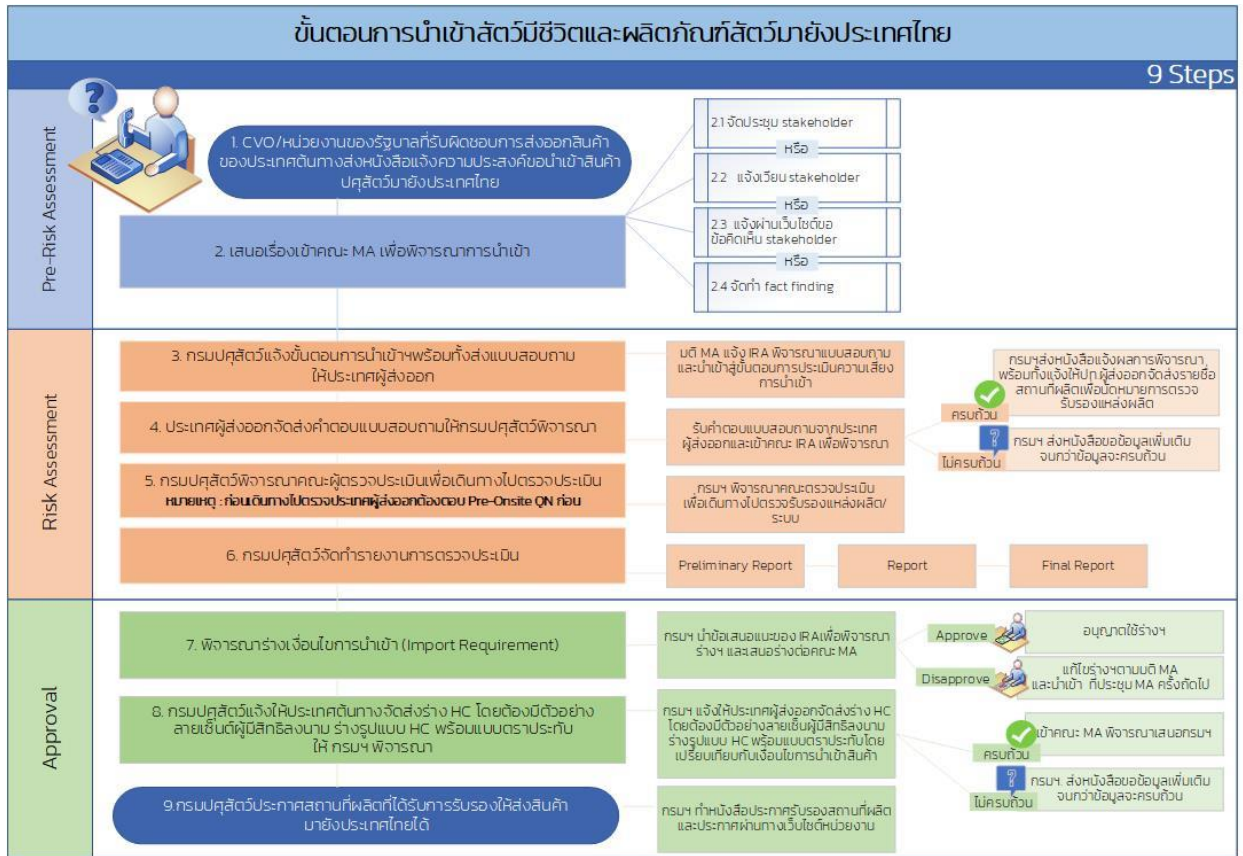 ขั้นตอนการนำเข้าสัตว์มีชีวิตและผลิตภัณฑ์สัตว์มายังประเทศไทย
9 Steps
Pre-Risk Assessment
?
1. CVO/หน่วยงานของรัฐบาลที่รับผิดชอบการส่งออกสินค้า
ของประเทศต้นทางส่งหนังสือแจ้งความประสงค์ขอนำเข้าสินค้า
ปศุสัตว์มายังประเทศไทย
2. เสนอเรื่องเข้าคณะ MA เพื่อพิจารณาการนำเข้า
2.1 จัดประชุม stakeholder
หรือ
2.2 แจ้งเวียน stakeholder
หรือ
2.3 แจ้งผ่านเว็บไซต์ขอ
ข้อคิดเห็น stakeholder
หรือ
2.4 จัดทำ fact finding
Risk Assessment
3. กรมปศุสัตว์แจ้งขั้นตอนการนำเข้าฯพร้อมทั้งส่งแบบสอบถาม
ให้ประเทศผู้ส่งออก
มติ MA แจ้ง IRA พิจารณาแบบสอบถาม
และนำเข้าสู่ขั้นตอนการประเมินความเสี่ยง
การนำเข้า
4. ประเทศผู้ส่งออกจัดส่งคำตอบแบบสอบถามให้กรมปศุสัตว์พิจารณา
รับคำตอบแบบสอบถามจากประเทศ
ผู้ส่งออกและเข้าคณะ IRA เพื่อพิจารณา
กรมฯส่งหนังสือแจ้งผลการพิจารณา
พร้อมทั้งแจ้งให้ปท.ผู้ส่งออกจัดส่งรายชื่อ
สถานที่ผลิตเพื่อนัดหมายการตรวจ
รับรองแหล่งผลิต
ครบถ้วน
?
กรมฯ ส่งหนังสือขอข้อมูลเพิ่มเติม
จนกว่าข้อมูลจะครบถ้วน
ไม่ครบถ้วน
5. กรมปศุสัตว์พิจารณาคณะผู้ตรวจประเมินเพื่อเดินทางไปตรวจประเมิน
หมายเหตุ : ก่อนเดินทางไปตรวจประเทศผู้ส่งออกต้องตอบ Pre-Onsite QN ก่อน
กรมฯ พิจารณาคณะตรวจประเมิน
เพื่อเดินทางไปตรวจรับรองแหล่งผลิต/
ระบบ
6. กรมปศุสัตว์จัดทำรายงานการตรวจประเมิน
Preliminary Report
Report
Final Report
Approval
7. พิจารณาร่างเงื่อนไขการนำเข้า (Import Requirement)
กรมฯ นำข้อเสนอแนะของ IRAเพื่อพิจารณา
ร่างฯ และเสนอร่างต่อคณะ MA
Approve
อนุญาตใช้ร่างฯ
Disapprove
แก้ไขร่างฯตามมติ MA
และนำเข้า ที่ประชุม MA ครั้งถัดไป
8. กรมปศุสัตว์แจ้งให้ประเทศต้นทางจัดส่งร่าง HC โดยต้องมีตัวอย่าง
ลายเซ็นต์ผู้มีสิทธิลงนาม ร่างรูปแบบ HC พร้อมแบบตราประทับ
ให้ กรมฯ พิจารณา
กรมฯ แจ้งให้ประเทศผู้ส่งออกจัดส่งร่าง HC
โดยต้องมีตัวอย่างลายเซ็นผู้มีสิทธิลงนาม
ร่างรูปแบบ HC พร้อมแบบตราประทับโดย
เปรียบเทียบกับเงื่อนไขการนำเข้าสินค้า
เข้าคณะ MA พิจารณาเสนอกรมฯ
ครบถ้วน
?
กรมฯ ส่งหนังสือขอข้อมูลเพิ่มเติม
จนกว่าข้อมูลจะครบถ้วน
ไม่ครบถ้วน
9.กรมปศุสัตว์ประกาศสถานที่ผลิตที่ได้รับการรับรองให้ส่งสินค้า
มายังประเทศไทยได้
กรมฯ ทำหนังสือประกาศรับรองสถานที่ผลิต
และประกาศผ่านทางเว็บไซต์หน่วยงาน